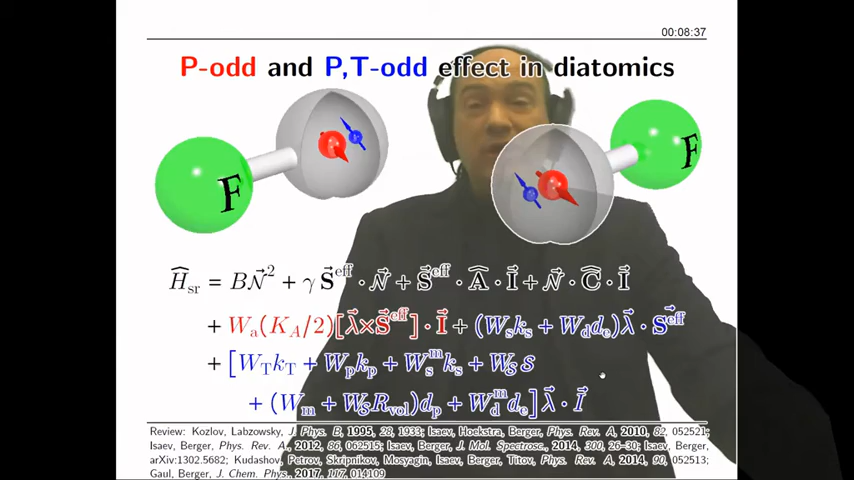 00:08:37
P-odd and P,T-odd effect in diatomics
F F
Ĥ_sr = B𝒩⃗² + γ S⃗^eff · 𝒩⃗ + S⃗^eff · Â · I⃗ + 𝒩⃗ · Ĉ · I⃗
+ W_a(K_A/2)[λ⃗×S⃗^eff] · I⃗ + (W_s k_s + W_d d_e)λ⃗ · S⃗^eff
+ [W_T k_T + W_p k_p + W_s^m k_s + W_𝒮 𝒮
+ (W_m + W_𝒮 R_vol)d_p + W_d^m d_e] λ⃗ · I⃗
Review: Kozlov, Labzowsky, J. Phys. B, 1995, 28, 1933; Isaev, Hoekstra, Berger, Phys. Rev. A, 2010, 82, 052521;
Isaev, Berger, Phys. Rev. A., 2012, 86, 062515; Isaev, Berger, J. Mol. Spectrosc., 2014, 300, 26–30; Isaev, Berger,
arXiv:1302.5682; Kudashov, Petrov, Skripnikov, Mosyagin, Isaev, Berger, Titov, Phys. Rev. A, 2014, 90, 052513;
Gaul, Berger, J. Chem. Phys., 2017, 117, 014109